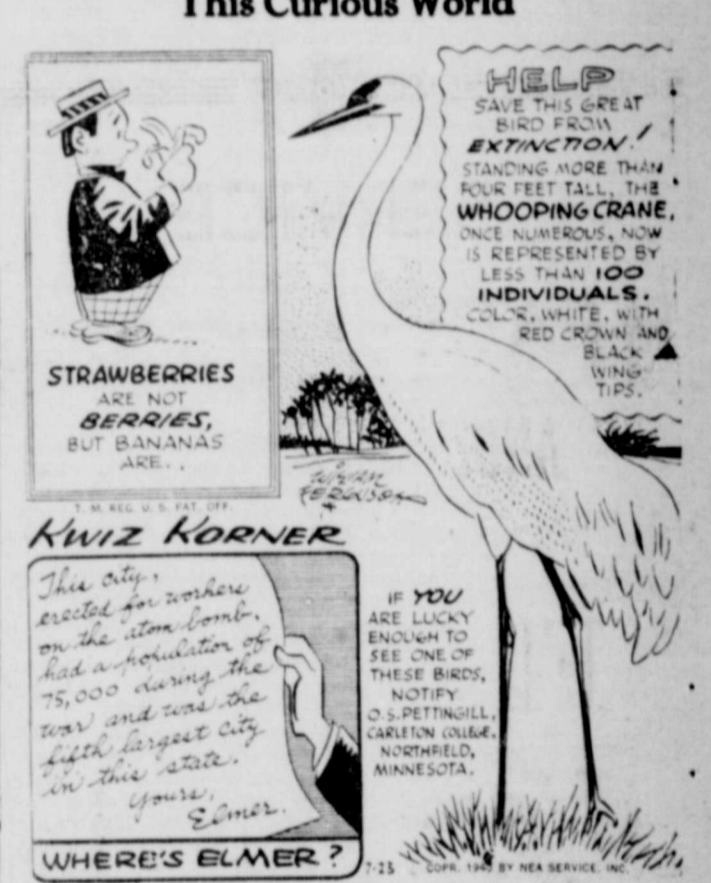 This Curious World
STRAWBERRIES
ARE NOT
BERRIES,
BUT BANANAS
ARE..
T. M. REG. U. S. PAT. OFF.
HELP
SAVE THIS GREAT
BIRD FROM
EXTINCTION!
STANDING MORE THAN
FOUR FEET TALL, THE
WHOOPING CRANE,
ONCE NUMEROUS, NOW
IS REPRESENTED BY
LESS THAN 100
INDIVIDUALS.
COLOR, WHITE, WITH
RED CROWN AND
BLACK
WING
TIPS.
FERGUSON
KWIZ KORNER
This city,
erected for workers
on the atom bomb,
had a population of
75,000 during the
war and was the
fifth largest city
in this state.
Yours,
Elmer.
WHERE'S ELMER?
IF YOU
ARE LUCKY
ENOUGH TO
SEE ONE OF
THESE BIRDS,
NOTIFY
O.S. PETTINGILL,
CARLETON COLLEGE,
NORTHFIELD,
MINNESOTA.
COPR. BY NEA SERVICE, INC.